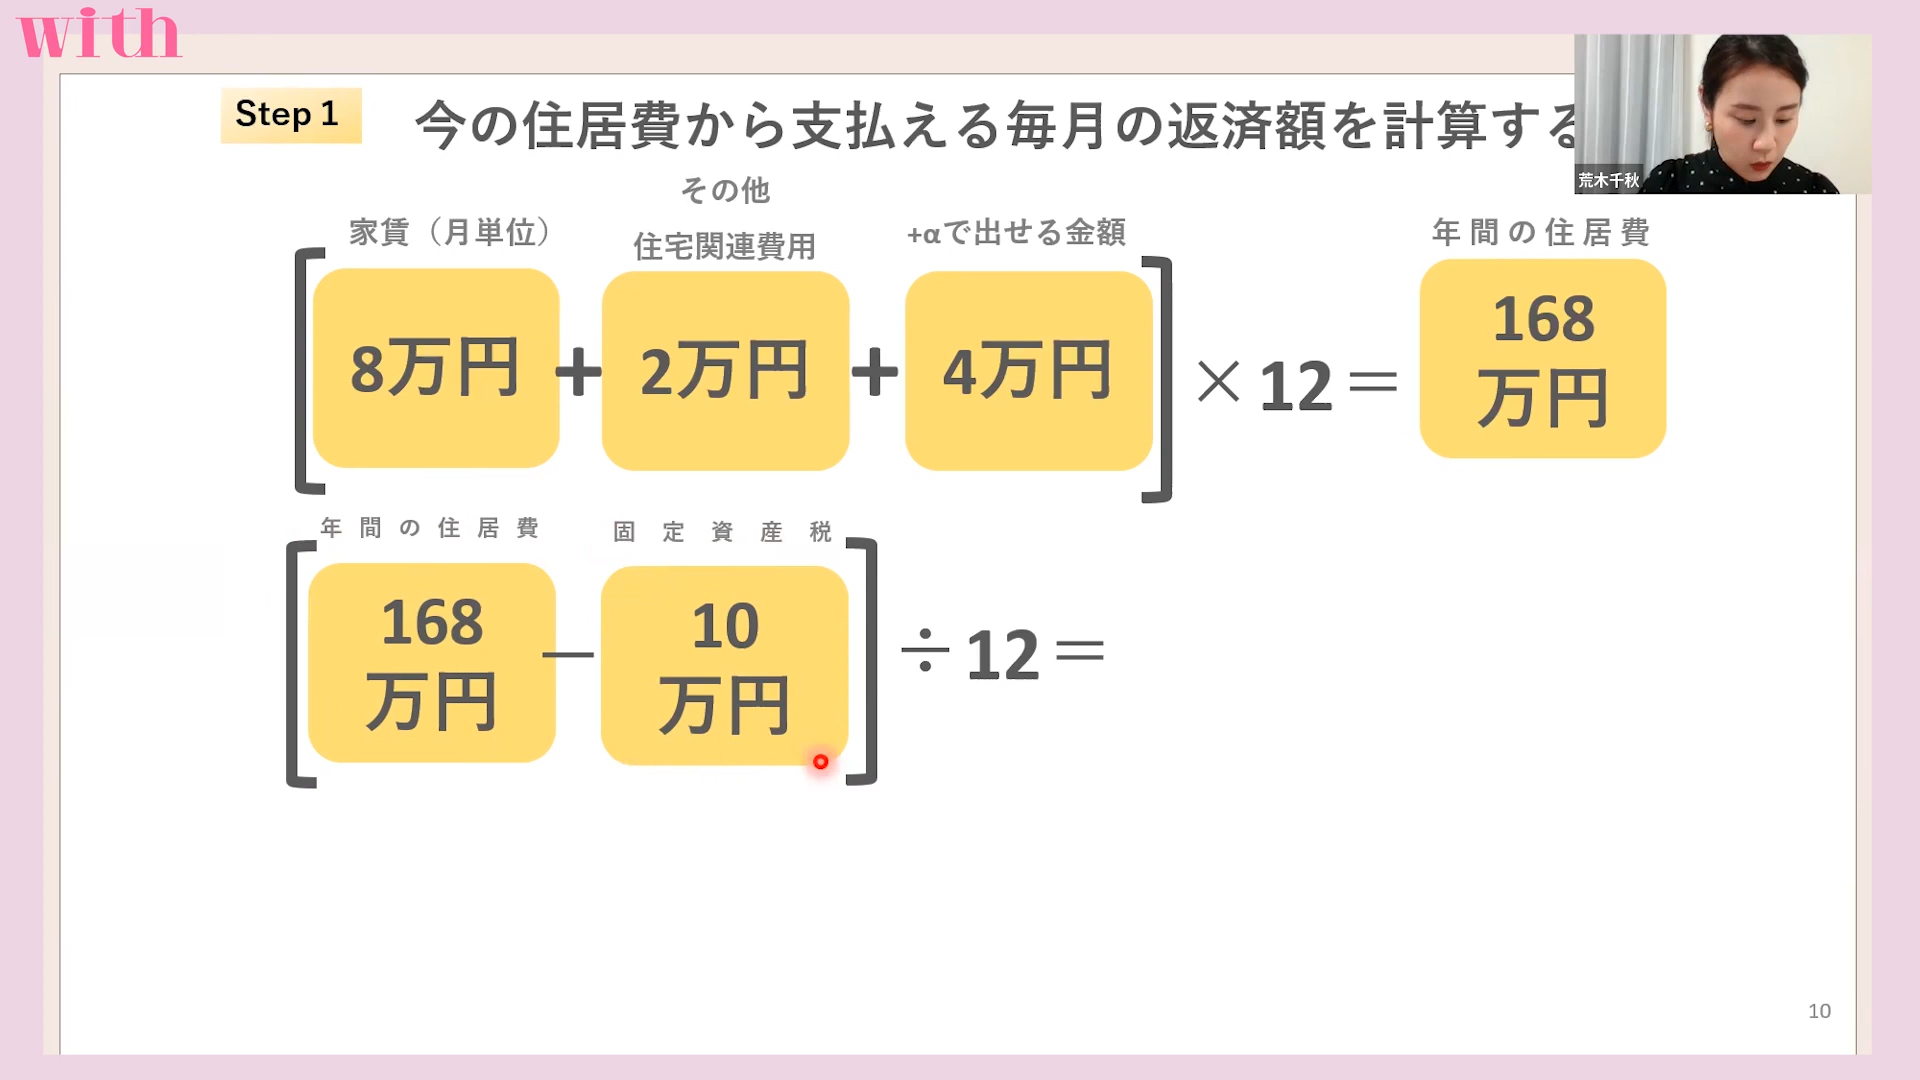 with
Step 1
今の住居費から支払える毎月の返済額を計算する
荒木千秋
家賃（月単位）
その他
住宅関連費用
+αで出せる金額
年間の住居費
8万円
+
2万円
+
4万円
×12＝
168
万円
年間の住居費
固定資産税
168
万円
－
10
万円
÷12＝
10